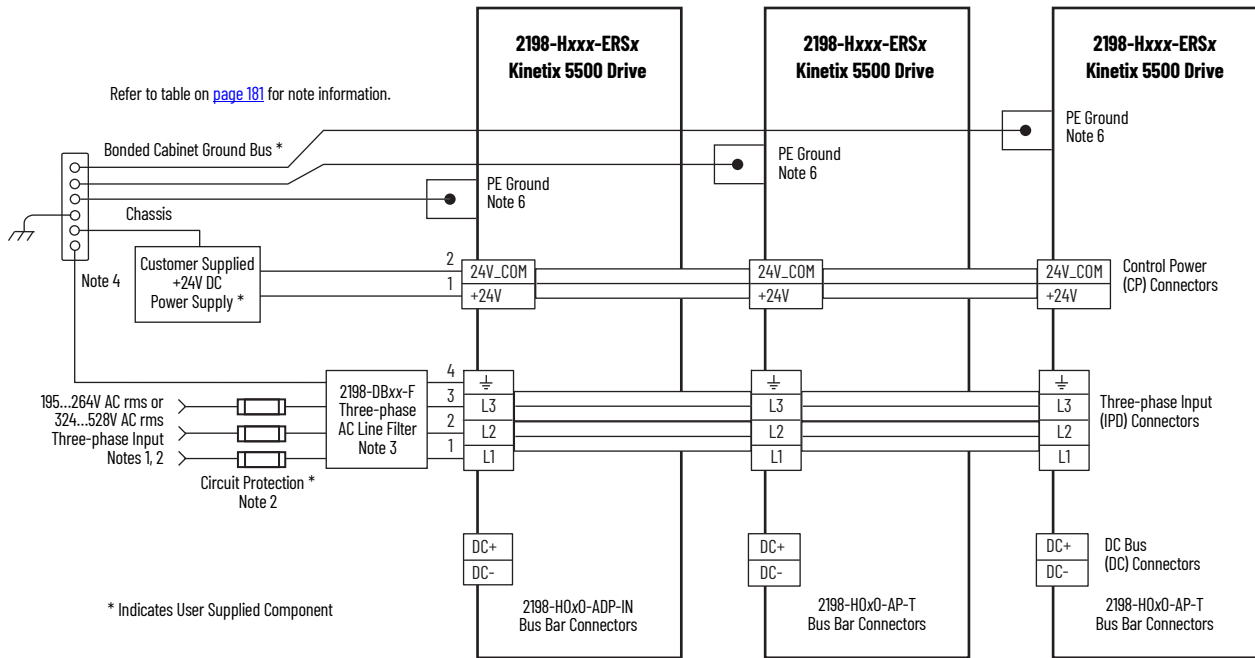 2198-Hxxx-ERSx
Kinetix 5500 Drive
2198-Hxxx-ERSx
Kinetix 5500 Drive
2198-Hxxx-ERSx
Kinetix 5500 Drive
Refer to table on page 181 for note information.
Bonded Cabinet Ground Bus *
PE Ground
Note 6
PE Ground
Note 6
PE Ground
Note 6
Chassis
Note 4
Customer Supplied
+24V DC
Power Supply *
2
1
24V_COM
+24V
24V_COM
+24V
24V_COM
+24V
Control Power
(CP) Connectors
195...264V AC rms or
324...528V AC rms
Three-phase Input
Notes 1, 2
Circuit Protection *
Note 2
2198-DBxx-F
Three-phase
AC Line Filter
Note 3
4
3
2
1
L3
L2
L1
L3
L2
L1
L3
L2
L1
Three-phase Input
(IPD) Connectors
DC+
DC-
DC+
DC-
DC+
DC-
DC Bus
(DC) Connectors
* Indicates User Supplied Component
2198-H0x0-ADP-IN
Bus Bar Connectors
2198-H0x0-AP-T
Bus Bar Connectors
2198-H0x0-AP-T
Bus Bar Connectors